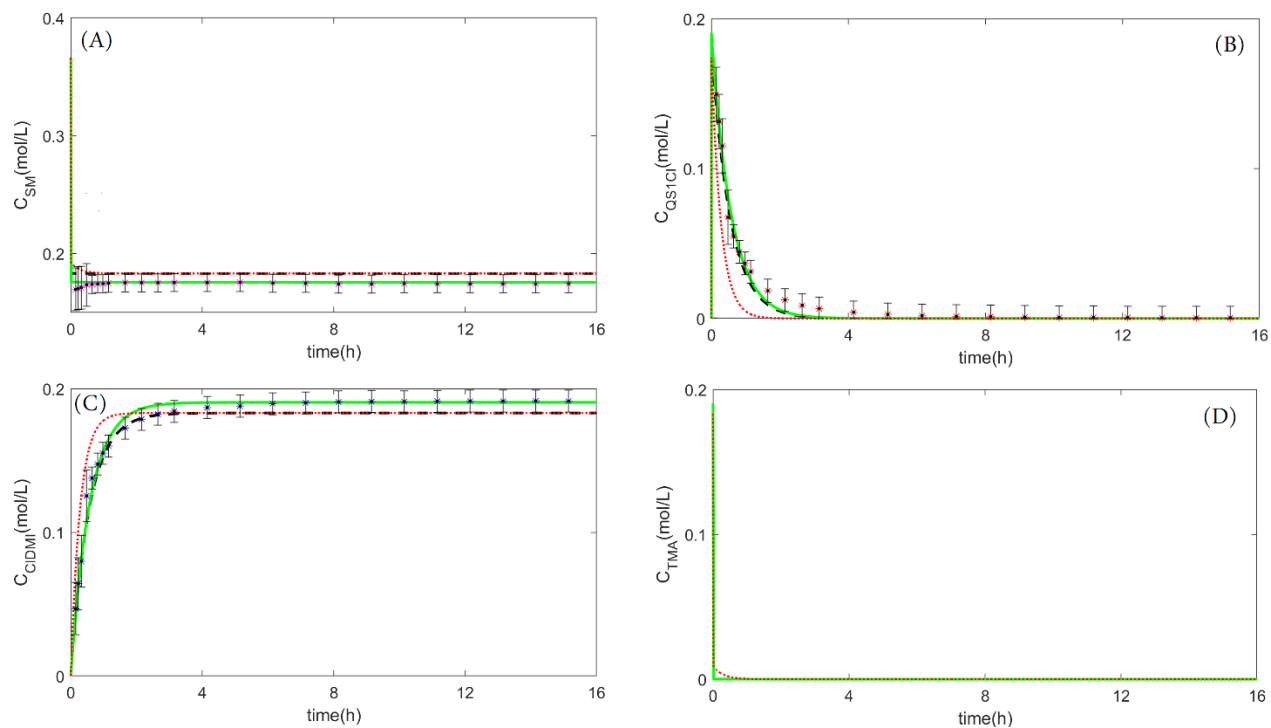 (A)
0.4
0.3
0.2
C_SM(mol/L)
0 4 8 12 16
time(h)
(B)
0.2
0.1
0
C_QS1Cl(mol/L)
0 4 8 12 16
time(h)
(C)
0.2
0.1
0
C_ClDMI(mol/L)
0 4 8 12 16
time(h)
(D)
0.2
0.1
0
C_TMA(mol/L)
0 4 8 12 16
time(h)